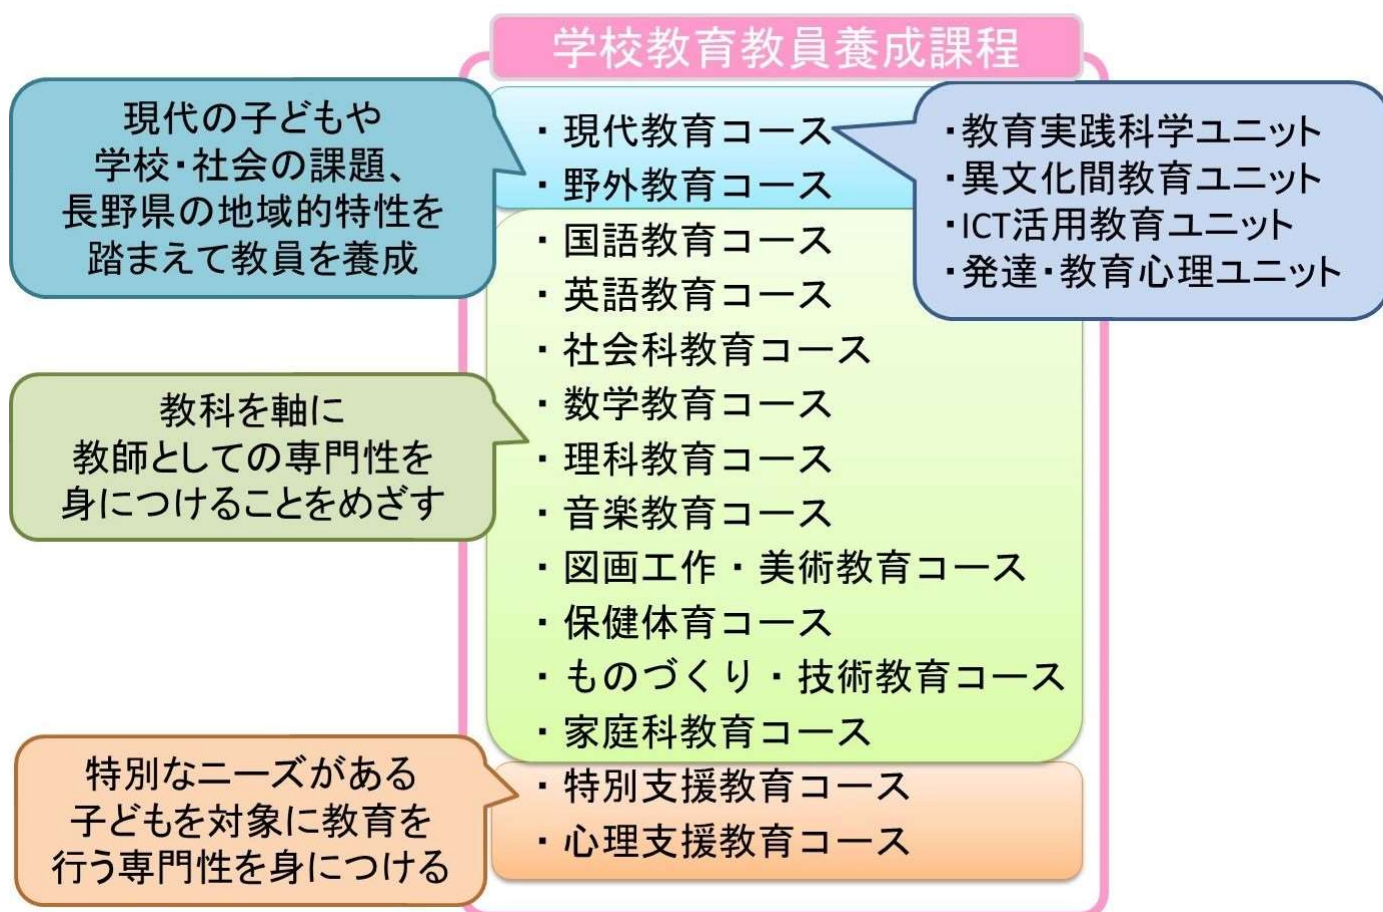 学校教育教員養成課程
現代の子どもや
学校・社会の課題、
長野県の地域的特性を
踏まえて教員を養成
・現代教育コース
・野外教育コース
・教育実践科学ユニット
・異文化間教育ユニット
・ICT活用教育ユニット
・発達・教育心理ユニット
教科を軸に
教師としての専門性を
身につけることをめざす
・国語教育コース
・英語教育コース
・社会科教育コース
・数学教育コース
・理科教育コース
・音楽教育コース
・図画工作・美術教育コース
・保健体育コース
・ものづくり・技術教育コース
・家庭科教育コース
特別なニーズがある
子どもを対象に教育を
行う専門性を身につける
・特別支援教育コース
・心理支援教育コース